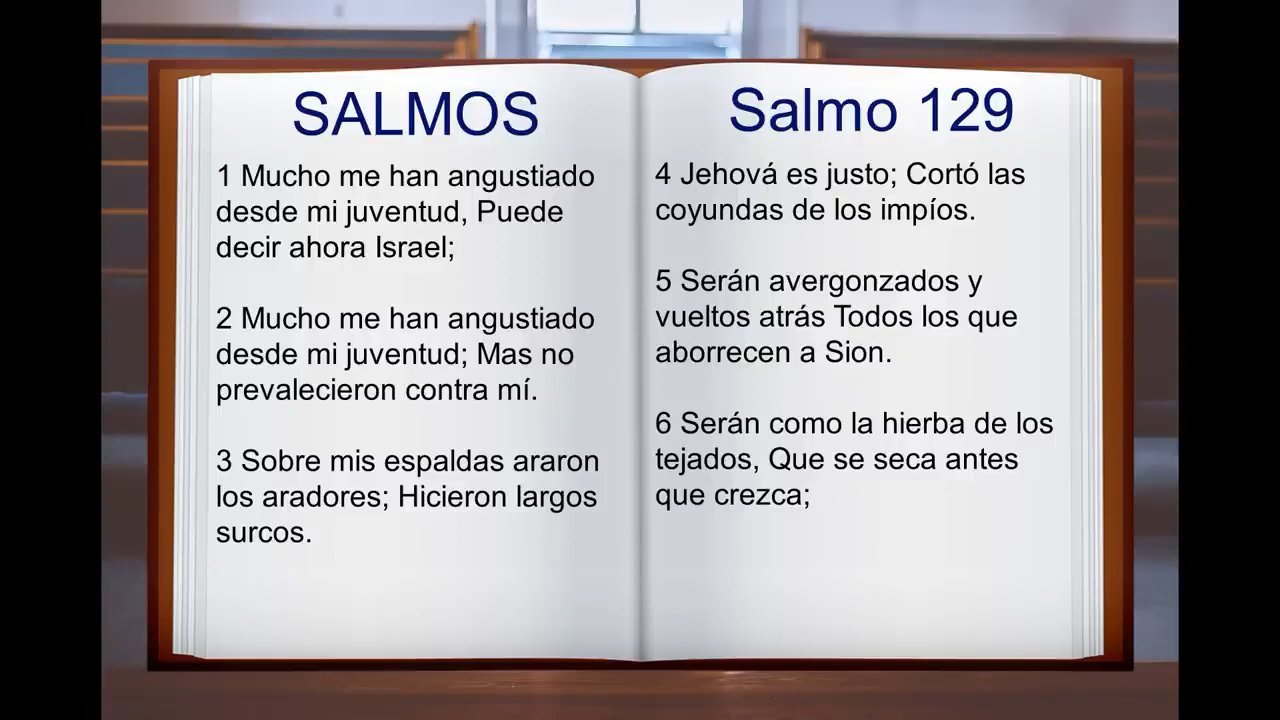 SALMOS
1 Mucho me han angustiado
desde mi juventud, Puede
decir ahora Israel;
2 Mucho me han angustiado
desde mi juventud; Mas no
prevalecieron contra mí.
3 Sobre mis espaldas araron
los aradores; Hicieron largos
surcos.
Salmo 129
4 Jehová es justo; Cortó las
coyundas de los impíos.
5 Serán avergonzados y
vueltos atrás Todos los que
aborrecen a Sion.
6 Serán como la hierba de los
tejados, Que se seca antes
que crezca;